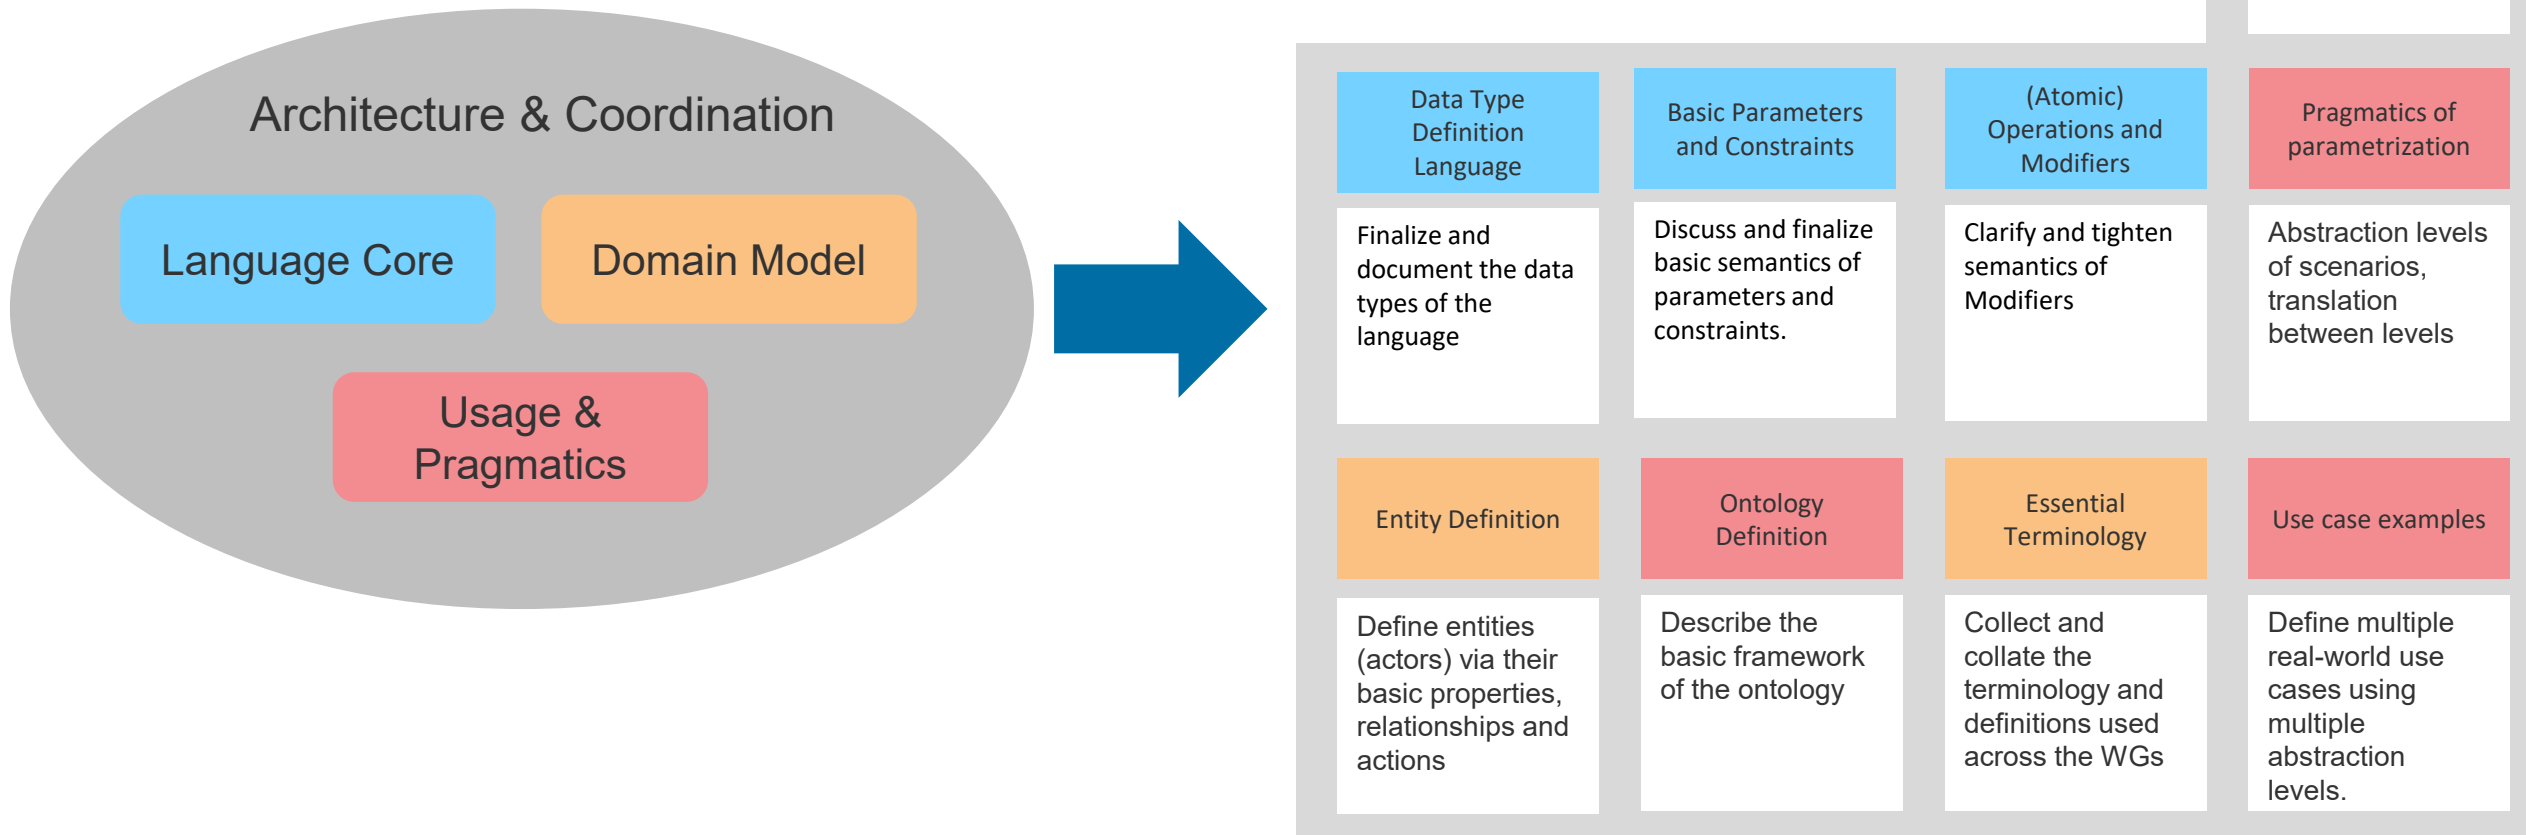 Architecture & Coordination
Language Core
Domain Model
Usage &
Pragmatics
Data Type
Definition
Language
Finalize and
document the data
types of the
language
Basic Parameters
and Constraints
Discuss and finalize
basic semantics of
parameters and
constraints.
(Atomic)
Operations and
Modifiers
Clarify and tighten
semantics of
Modifiers
Pragmatics of
parametrization
Abstraction levels
of scenarios,
translation
between levels
Entity Definition
Define entities
(actors) via their
basic properties,
relationships and
actions
Ontology
Definition
Describe the
basic framework
of the ontology
Essential
Terminology
Collect and
collate the
terminology and
definitions used
across the WGs
Use case examples
Define multiple
real-world use
cases using
multiple
abstraction
levels.